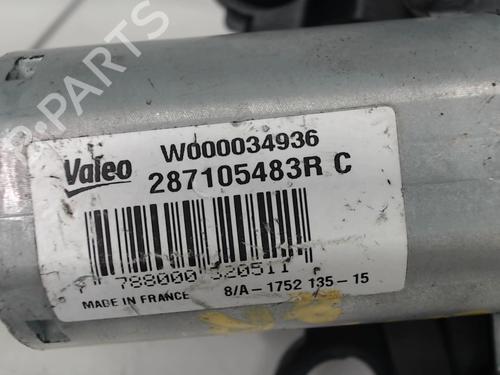 B-PARTS
Valeo
W000034936
287105483R C
788000 320511
MADE IN FRANCE
8/A-1752 135-15